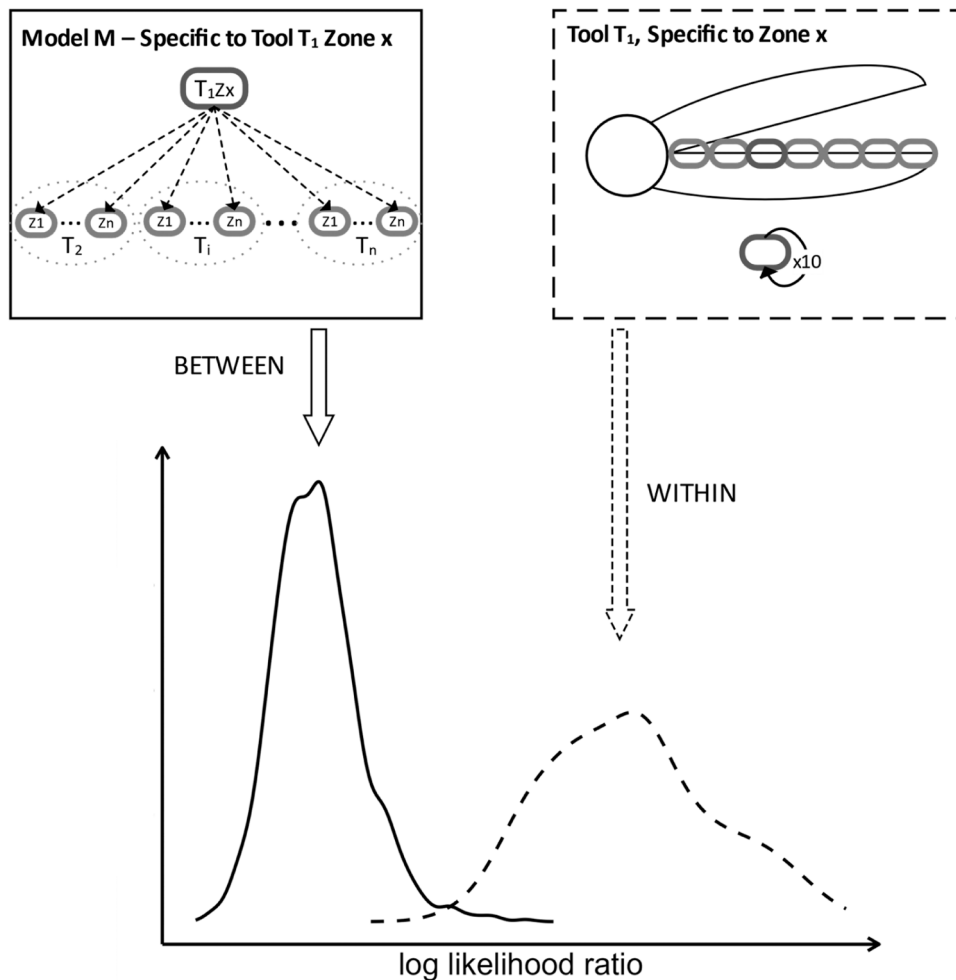 Model M – Specific to Tool T₁ Zone x
T₁Zx
Z1 ... Zn Z1 ... Zn ... Z1 ... Zn
T₂ Tᵢ Tₙ
Tool T₁, Specific to Zone x
x10
BETWEEN
WITHIN
log likelihood ratio